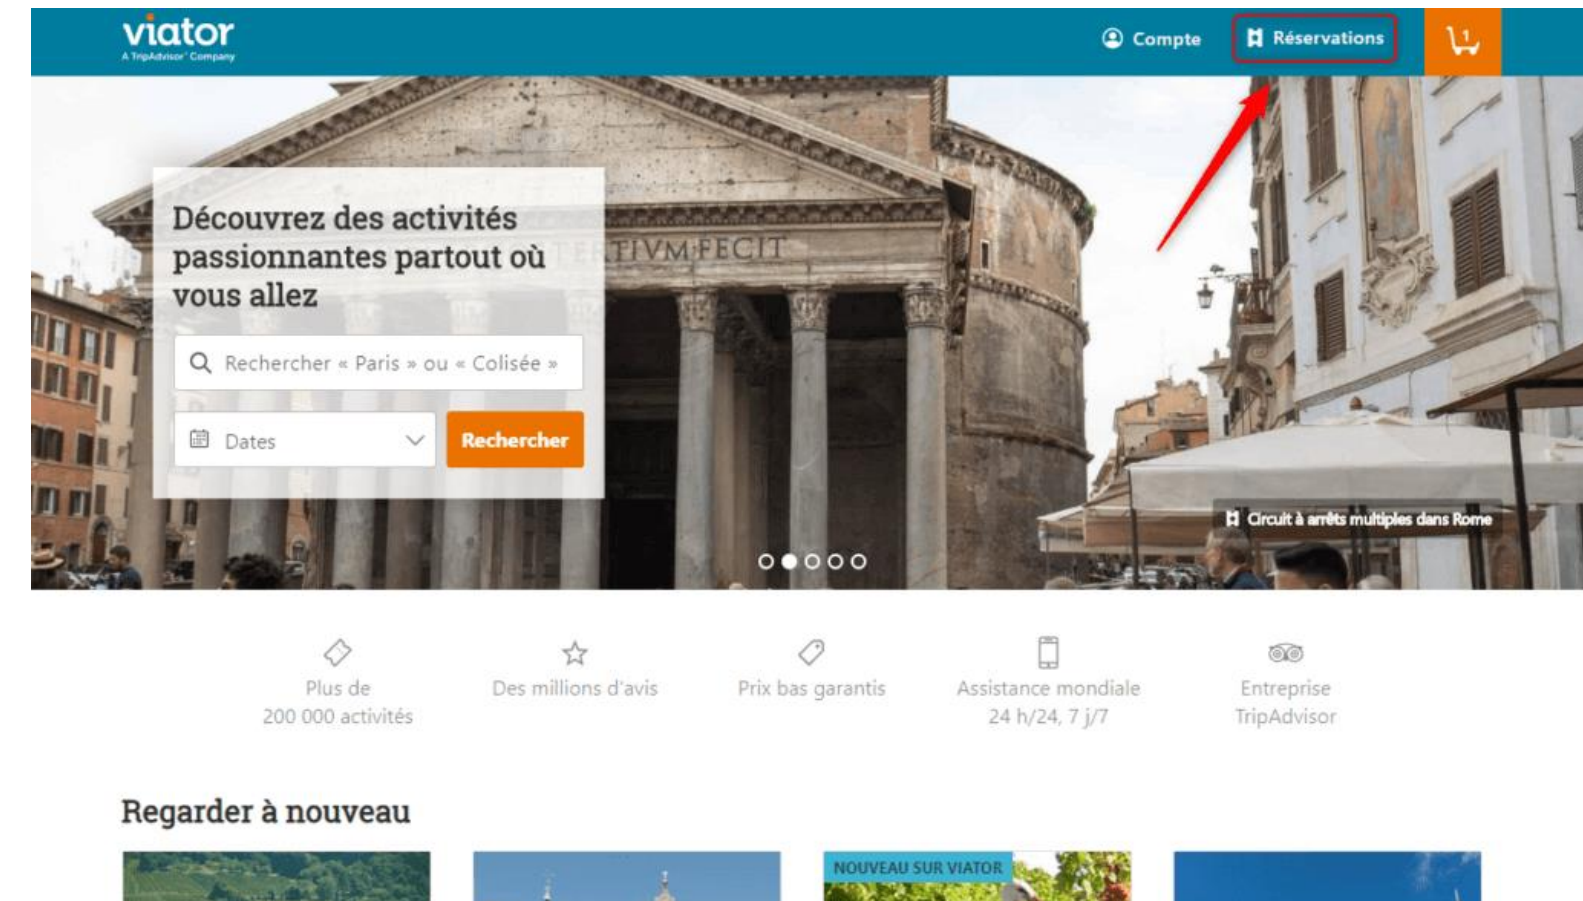 viator
A TripAdvisor® Company
Compte
Réservations
1
Découvrez des activités
passionnantes partout où
vous allez
TERTIVM·FECIT
Rechercher « Paris » ou « Colisée »
Dates
Rechercher
Circuit à arrêts multiples dans Rome
Plus de
200 000 activités
Des millions d'avis
Prix bas garantis
Assistance mondiale
24 h/24, 7 j/7
Entreprise
TripAdvisor
Regarder à nouveau
NOUVEAU SUR VIATOR